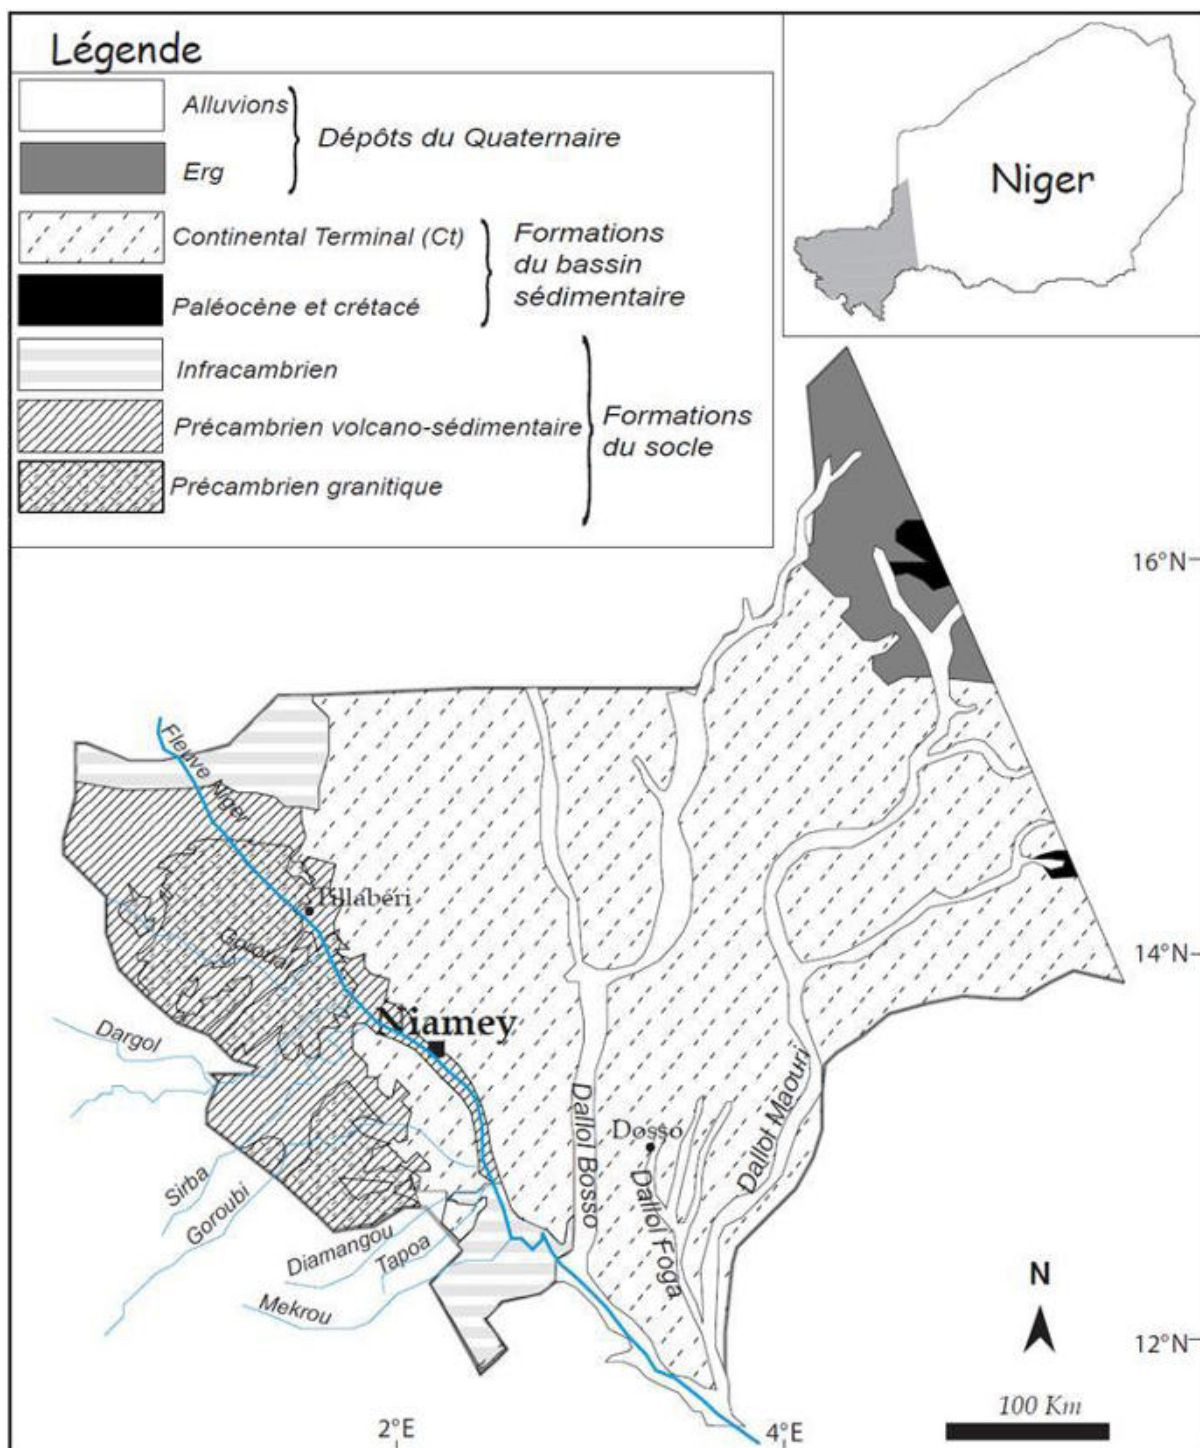 Légende
Alluvions
Erg
Dépôts du Quaternaire
Continental Terminal (Ct)
Paléocène et crétacé
Formations
du bassin
sédimentaire
Infracambrien
Précambrien volcano-sédimentaire
Précambrien granitique
Formations
du socle
Niger
16°N
Fleuve Niger
Tillabéri
Gorouol
14°N
Niamey
Dargol
Dallol Bosso
Dosso
Dallol Maouri
Dallol Foga
Sirba
Goroubi
Diamangou
Tapoa
Mekrou
N
12°N
100 Km
2°E
4°E